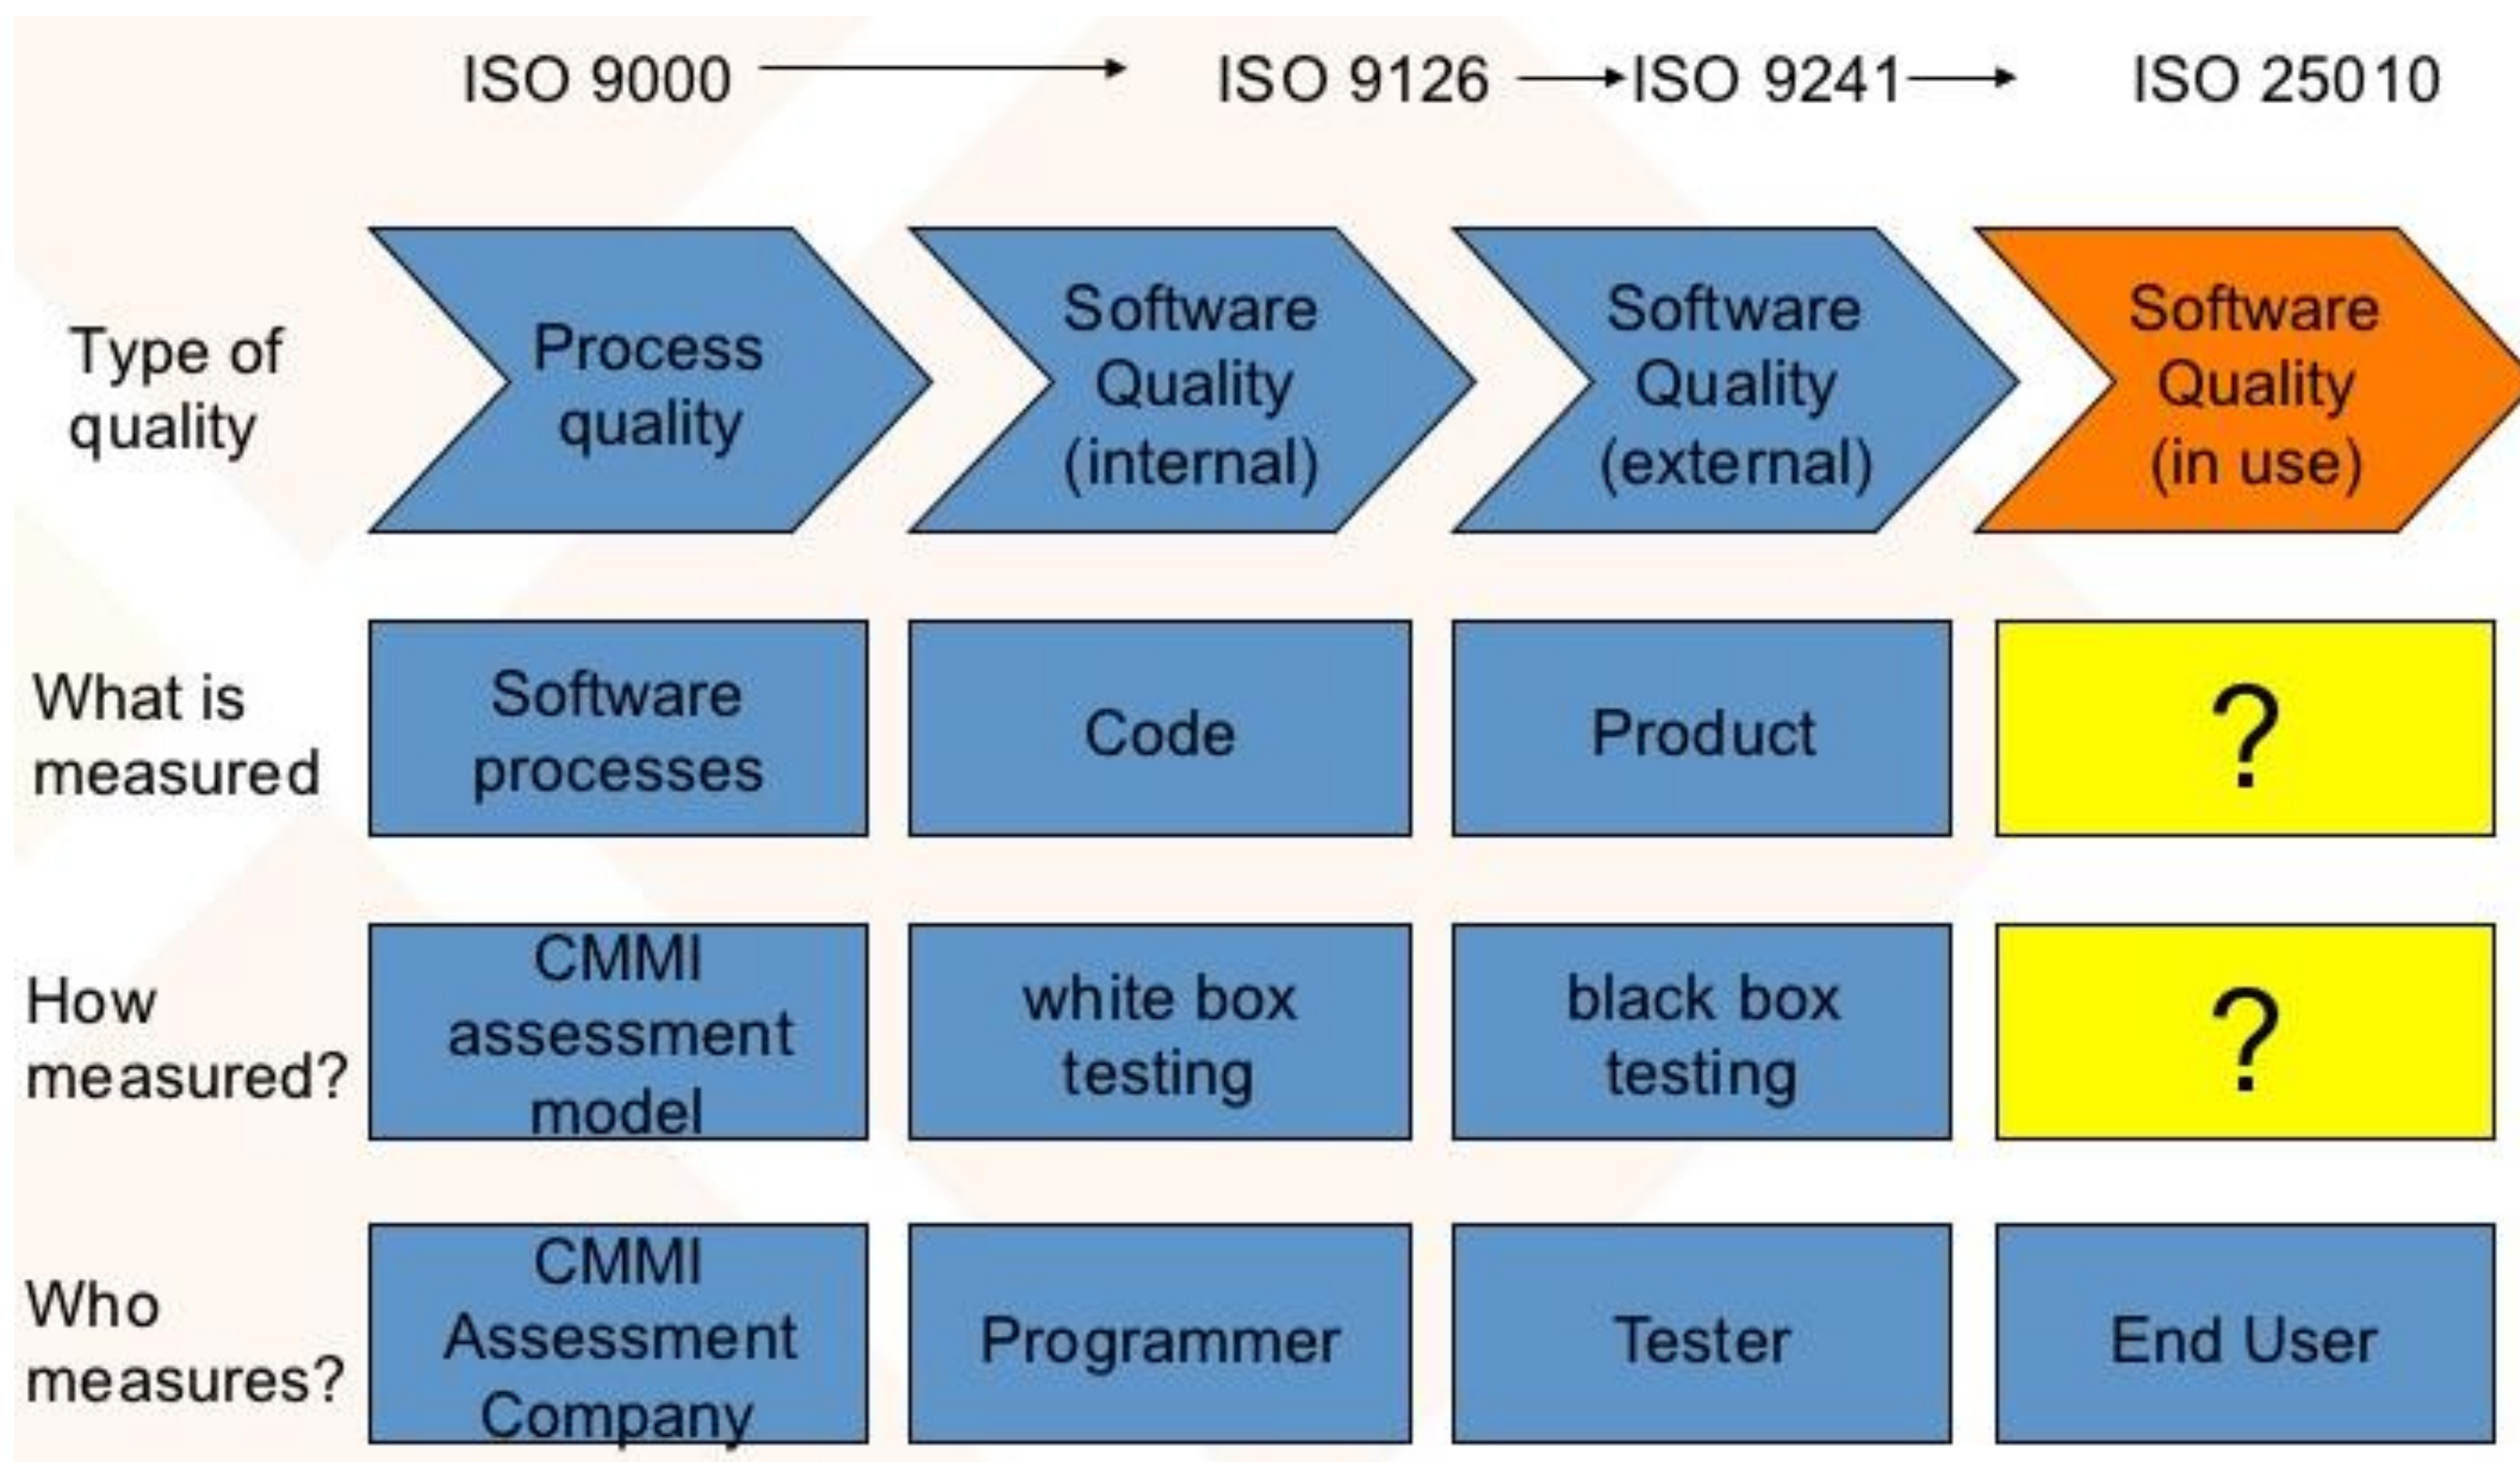 ISO 9000 ISO 9126 ISO 9241 ISO 25010
Type of
quality
Process
quality
Software
Quality
(internal)
Software
Quality
(external)
Software
Quality
(in use)
What is
measured
Software
processes
Code
Product
?
How
measured?
CMMI
assessment
model
white box
testing
black box
testing
?
Who
measures?
CMMI
Assessment
Company
Programmer
Tester
End User